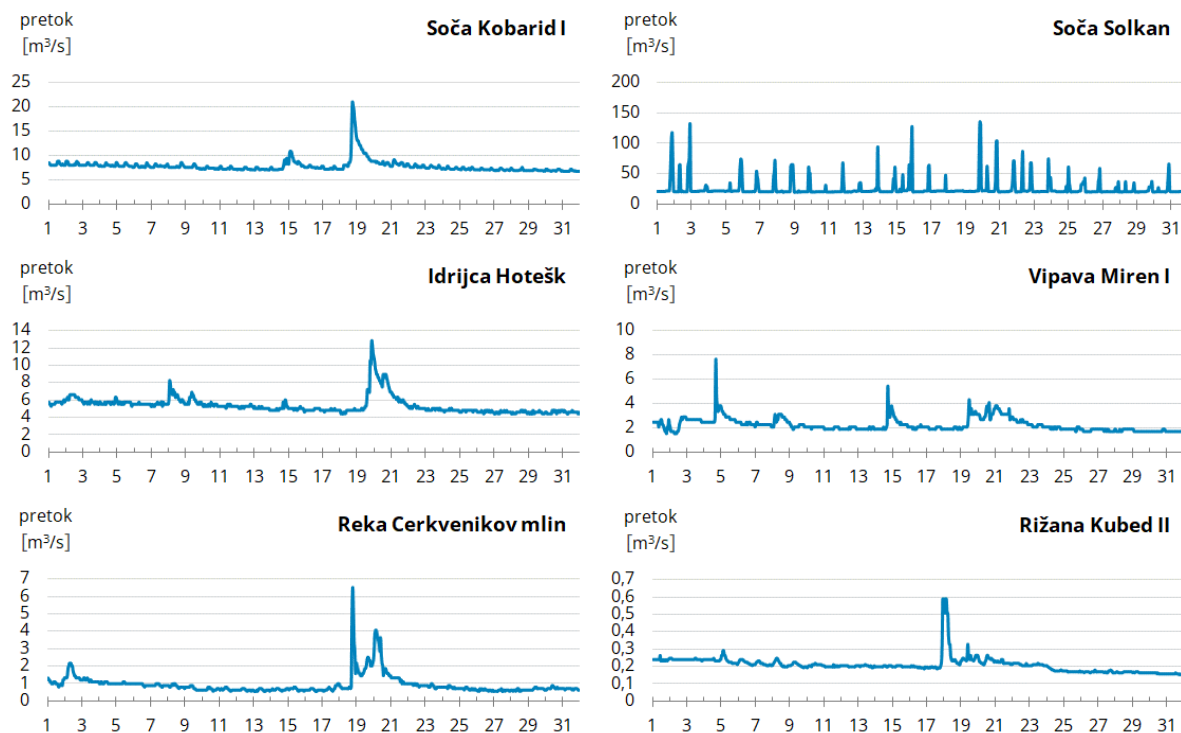 pretok
[m³/s]
Soča Kobarid I
25
20
15
10
5
0
1 3 5 7 9 11 13 15 17 19 21 23 25 27 29 31
pretok
[m³/s]
Soča Solkan
200
150
100
50
0
1 3 5 7 9 11 13 15 17 19 21 23 25 27 29 31
pretok
[m³/s]
Idrijca Hotešk
14
12
10
8
6
4
2
0
1 3 5 7 9 11 13 15 17 19 21 23 25 27 29 31
pretok
[m³/s]
Vipava Miren I
10
8
6
4
2
0
1 3 5 7 9 11 13 15 17 19 21 23 25 27 29 31
pretok
[m³/s]
Reka Cerkvenikov mlin
7
6
5
4
3
2
1
0
1 3 5 7 9 11 13 15 17 19 21 23 25 27 29 31
pretok
[m³/s]
Rižana Kubed II
0,7
0,6
0,5
0,4
0,3
0,2
0,1
0
1 3 5 7 9 11 13 15 17 19 21 23 25 27 29 31